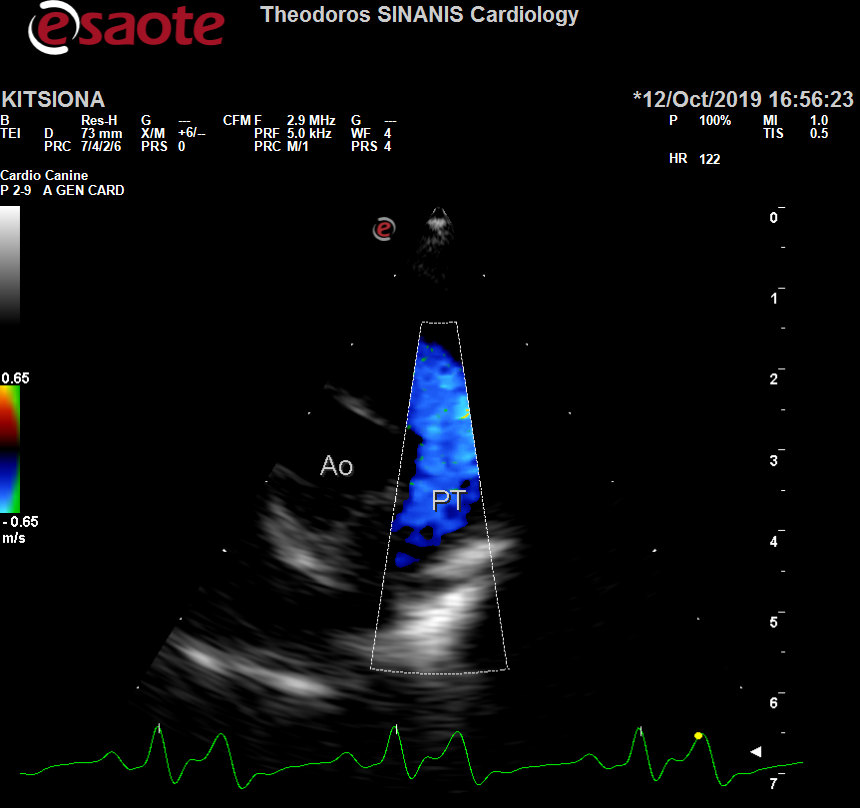 esaote
Theodoros SINANIS Cardiology
KITSIONA
*12/Oct/2019 16:56:23
B Res-H G --- CFM F 2.9 MHz G --- P 100% MI 1.0
TEI D 73 mm X/M +6/-- PRF 5.0 kHz WF 4 TIS 0.5
PRC 7/4/2/6 PRS 0 PRC M/1 PRS 4
HR 122
Cardio Canine
P 2-9 A GEN CARD
e
0
1
2
0.65
3
Ao
PT
- 0.65
m/s
4
5
6
7